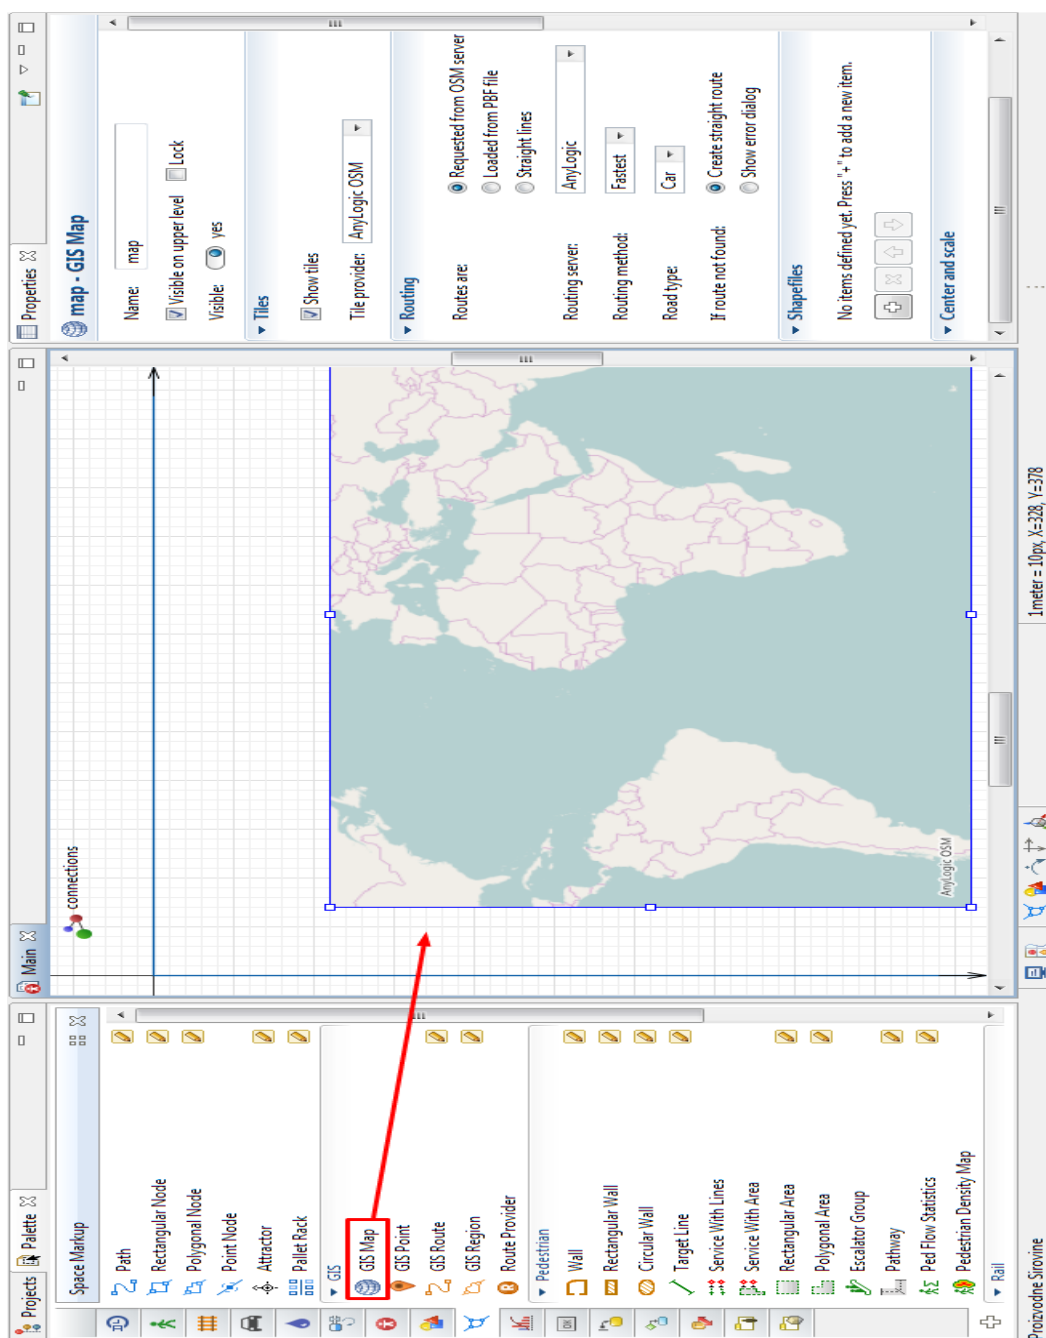 Projects
Palette
Space Markup
Path
Rectangular Node
Polygonal Node
Point Node
Attractor
Pallet Rack
GIS
GIS Map
GIS Point
GIS Route
GIS Region
Route Provider
Pedestrian
Wall
Rectangular Wall
Circular Wall
Target Line
Service With Lines
Service With Area
Rectangular Area
Polygonal Area
Escalator Group
Pathway
Ped Flow Statistics
Pedestrian Density Map
Rail
Proizvodne Sirovine
Main
connections
AnyLogic OSM
1meter = 10px, X=328, Y=378
Properties
map - GIS Map
Name: map
Visible on upper level Lock
Visible: yes
Tiles
Show tiles
Tile provider: AnyLogic OSM
Routing
Routes are: Requested from OSM server
Loaded from PBF file
Straight lines
Routing server: AnyLogic
Routing method: Fastest
Road type: Car
If route not found: Create straight route
Show error dialog
Shapefiles
No items defined yet. Press "+" to add a new item.
Center and scale